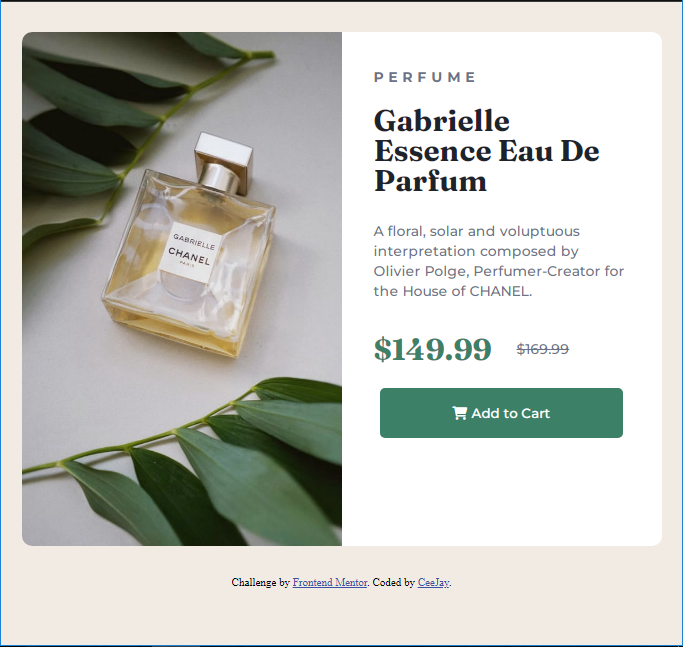 PERFUME
Gabrielle
Essence Eau De
Parfum
A floral, solar and voluptuous
interpretation composed by
Olivier Polge, Perfumer-Creator for
the House of CHANEL.
$149.99 $169.99
Add to Cart
GABRIELLE
CHANEL
PARIS
Challenge by Frontend Mentor. Coded by CeeJay.